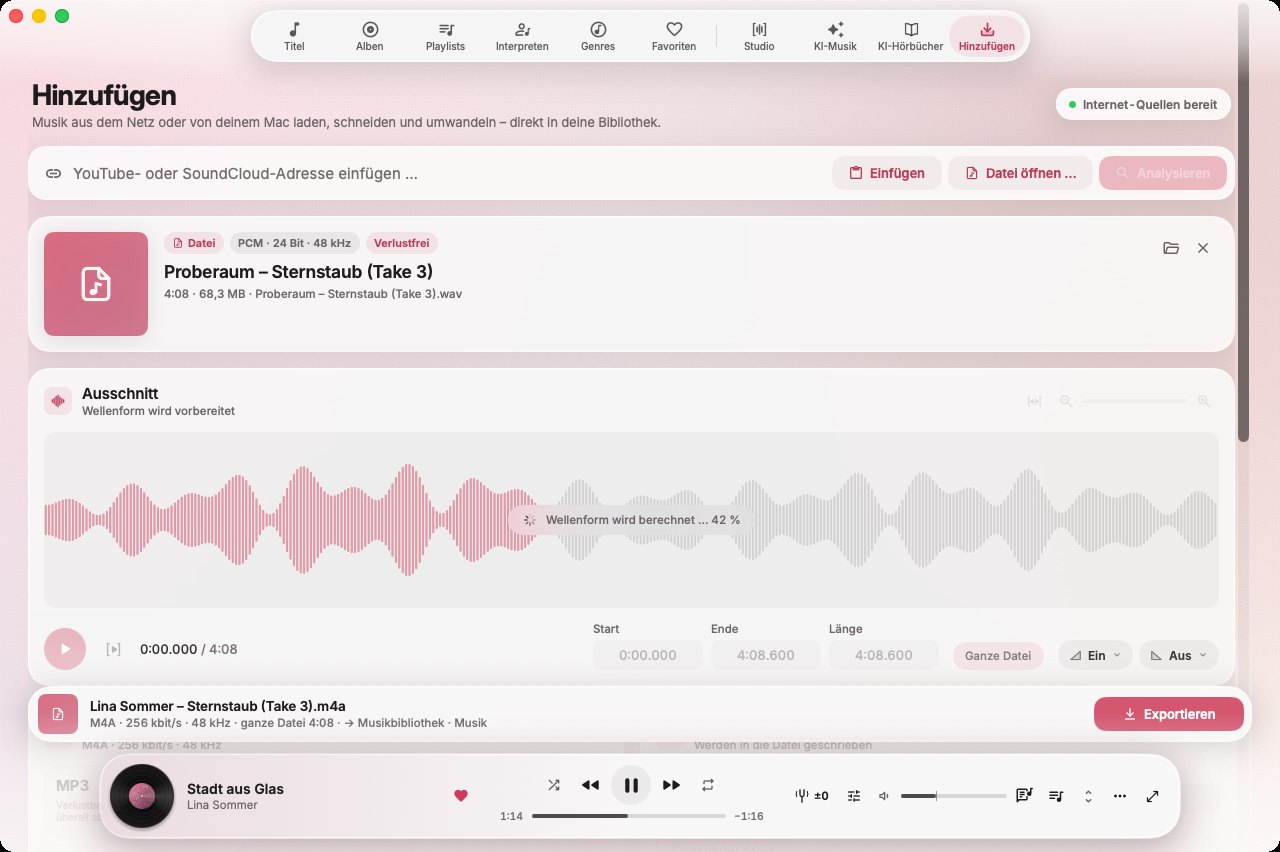 Titel
Alben
Playlists
Interpreten
Genres
Favoriten
Studio
KI-Musik
KI-Hörbücher
Hinzufügen
Hinzufügen
Musik aus dem Netz oder von deinem Mac laden, schneiden und umwandeln – direkt in deine Bibliothek.
Internet-Quellen bereit
YouTube- oder SoundCloud-Adresse einfügen ...
Einfügen
Datei öffnen ...
Analysieren
Datei
PCM · 24 Bit · 48 kHz
Verlustfrei
Proberaum – Sternstaub (Take 3)
4:08 · 68,3 MB · Proberaum – Sternstaub (Take 3).wav
Ausschnitt
Wellenform wird vorbereitet
Wellenform wird berechnet ... 42 %
Start
Ende
Länge
0:00.000 / 4:08
0:00.000
4:08.600
4:08.600
Ganze Datei
Ein
Aus
Lina Sommer – Sternstaub (Take 3).m4a
M4A · 256 kbit/s · 48 kHz · ganze Datei 4:08 · → Musikbibliothek · Musik
Exportieren
M4A · 256 kbit/s · 48 kHz
Werden in die Datei geschrieben
MP3
überall
Stadt aus Glas
Lina Sommer
1:14
−1:16
±0